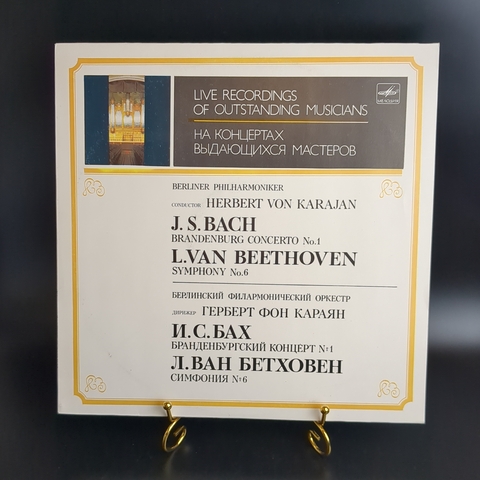 LIVE RECORDINGS
OF OUTSTANDING MUSICIANS
НА КОНЦЕРТАХ
ВЫДАЮЩИХСЯ МАСТЕРОВ
BERLINER PHILHARMONIKER
CONDUCTOR HERBERT VON KARAJAN
J. S. BACH
BRANDENBURG CONCERTO No.1
L. VAN BEETHOVEN
SYMPHONY No.6
БЕРЛИНСКИЙ ФИЛАРМОНИЧЕСКИЙ ОРКЕСТР
ДИРИЖЕР ГЕРБЕРТ ФОН КАРАЯН
И. С. БАХ
БРАНДЕНБУРГСКИЙ КОНЦЕРТ №1
Л. ВАН БЕТХОВЕН
СИМФОНИЯ №6